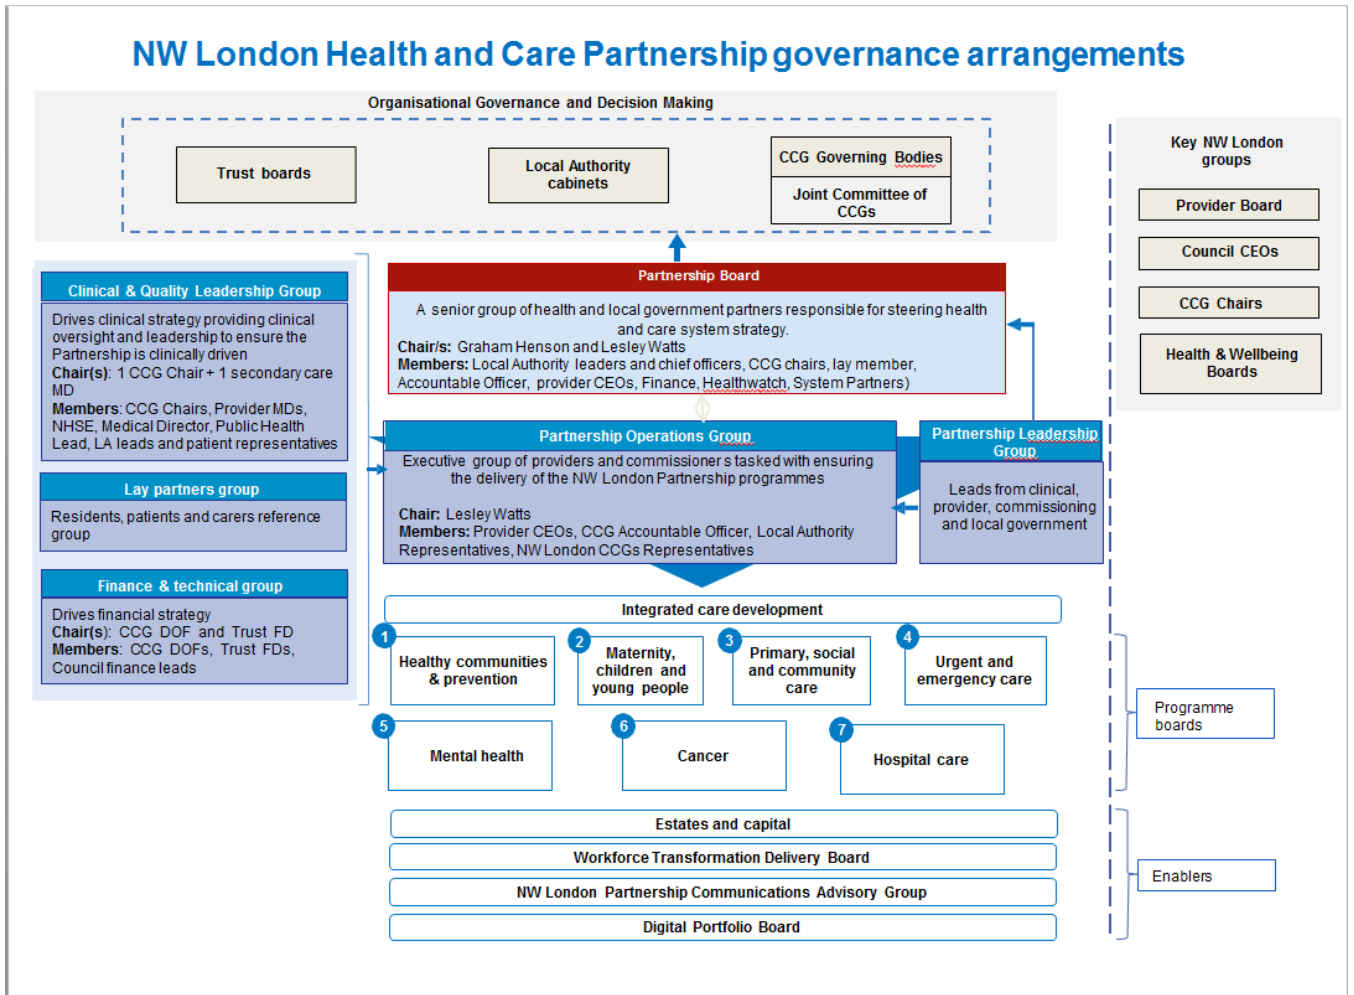 NW London Health and Care Partnership governance arrangements
Organisational Governance and Decision Making
Trust boards
Local Authority
cabinets
CCG Governing Bodies
Joint Committee of
CCGs
Key NW London
groups
Provider Board
Council CEOs
CCG Chairs
Health & Wellbeing
Boards
Clinical & Quality Leadership Group
Drives clinical strategy providing clinical
oversight and leadership to ensure the
Partnership is clinically driven
Chair(s): 1 CCG Chair + 1 secondary care
MD
Members: CCG Chairs, Provider MDs,
NHSE, Medical Director, Public Health
Lead, LA leads and patient representatives
Lay partners group
Residents, patients and carers reference
group
Finance & technical group
Drives financial strategy
Chair(s): CCG DOF and Trust FD
Members: CCG DOFs, Trust FDs,
Council finance leads
Partnership Board
A senior group of health and local government partners responsible for steering health
and care system strategy.
Chair/s: Graham Henson and Lesley Watts
Members: Local Authority leaders and chief officers, CCG chairs, lay member,
Accountable Officer, provider CEOs, Finance, Healthwatch, System Partners)
Partnership Operations Group
Executive group of providers and commissioners tasked with ensuring
the delivery of the NW London Partnership programmes
Chair: Lesley Watts
Members: Provider CEOs, CCG Accountable Officer, Local Authority
Representatives, NW London CCGs Representatives
Partnership Leadership
Group
Leads from clinical,
provider, commissioning
and local government
Integrated care development
1
Healthy communities
& prevention
2
Maternity,
children and
young people
3
Primary, social
and community
care
4
Urgent and
emergency care
5
Mental health
6
Cancer
7
Hospital care
Programme
boards
Estates and capital
Workforce Transformation Delivery Board
NW London Partnership Communications Advisory Group
Digital Portfolio Board
Enablers